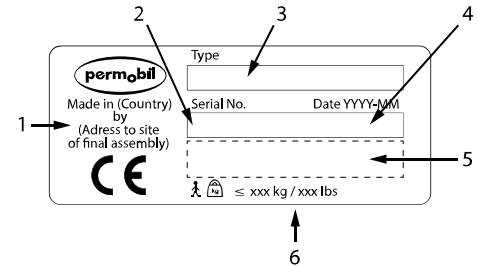 2
3
4
Type
permobil
Made in (Country)
by
(Adress to site
of final assembly)
1
Serial No.
Date YYYY-MM
CE
5
kg
≤ xxx kg / xxx lbs
6